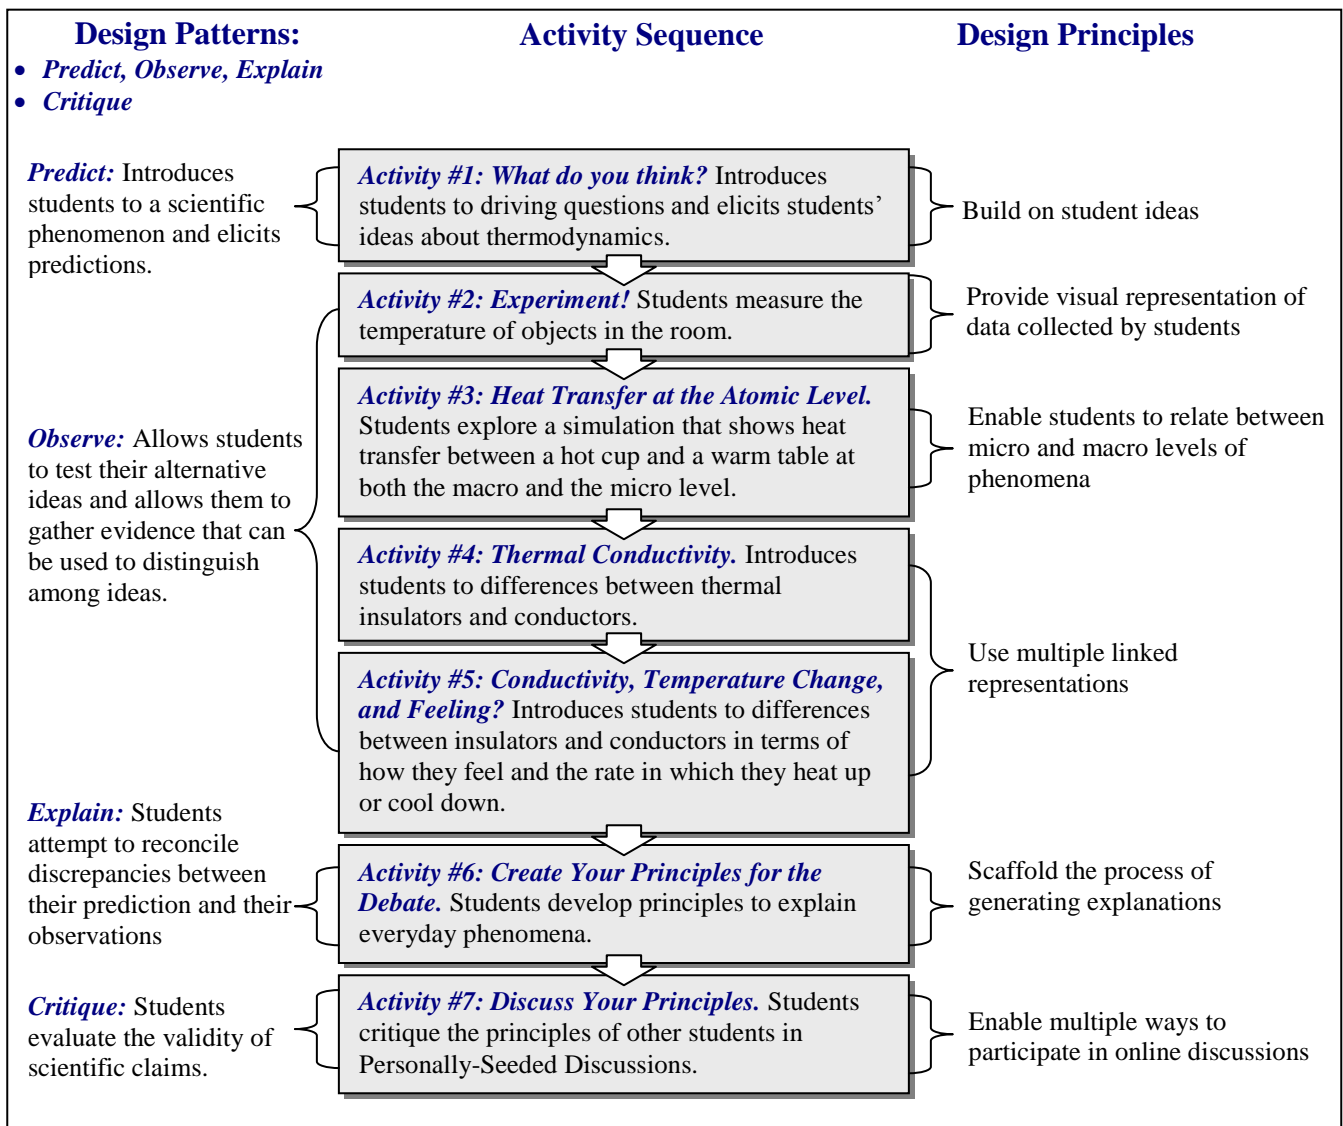 Design Patterns:
• Predict, Observe, Explain
• Critique
Activity Sequence
Design Principles
Predict: Introduces
students to a scientific
phenomenon and elicits
predictions.
Activity #1: What do you think? Introduces
students to driving questions and elicits students’
ideas about thermodynamics.
Build on student ideas
Activity #2: Experiment! Students measure the
temperature of objects in the room.
Provide visual representation of
data collected by students
Observe: Allows students
to test their alternative
ideas and allows them to
gather evidence that can
be used to distinguish
among ideas.
Activity #3: Heat Transfer at the Atomic Level.
Students explore a simulation that shows heat
transfer between a hot cup and a warm table at
both the macro and the micro level.
Enable students to relate between
micro and macro levels of
phenomena
Activity #4: Thermal Conductivity. Introduces
students to differences between thermal
insulators and conductors.
Activity #5: Conductivity, Temperature Change,
and Feeling? Introduces students to differences
between insulators and conductors in terms of
how they feel and the rate in which they heat up
or cool down.
Use multiple linked
representations
Explain: Students
attempt to reconcile
discrepancies between
their prediction and their
observations
Activity #6: Create Your Principles for the
Debate. Students develop principles to explain
everyday phenomena.
Scaffold the process of
generating explanations
Critique: Students
evaluate the validity of
scientific claims.
Activity #7: Discuss Your Principles. Students
critique the principles of other students in
Personally-Seeded Discussions.
Enable multiple ways to
participate in online discussions